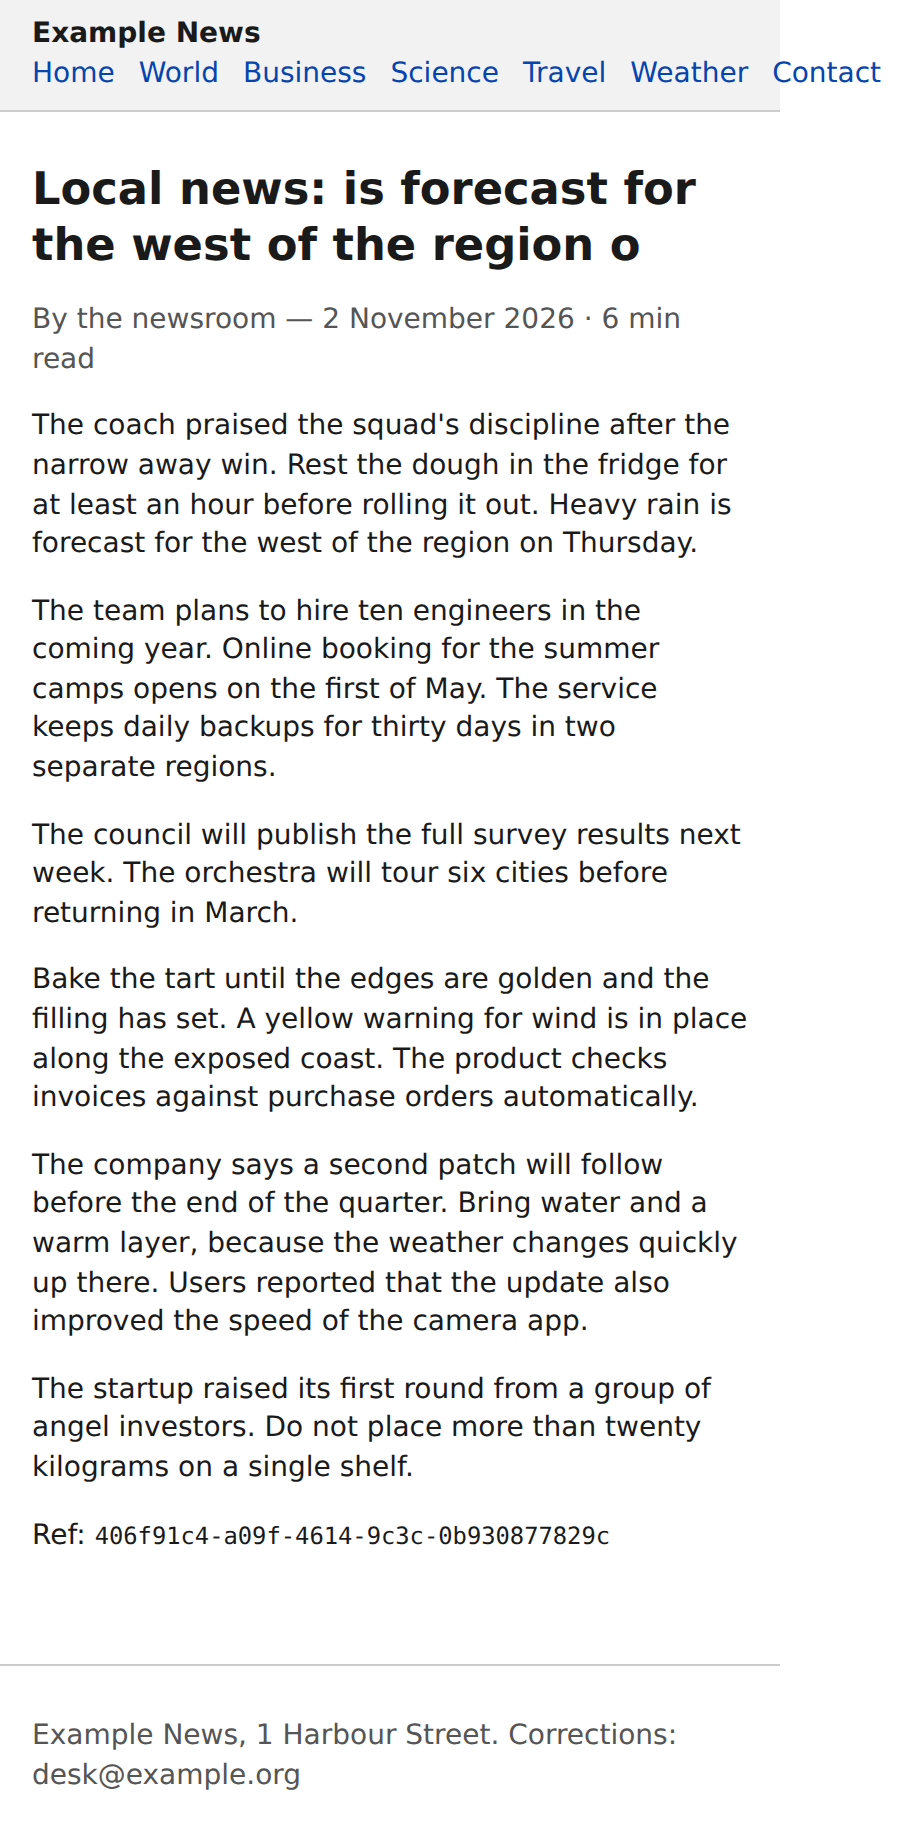 Example News
Home World Business Science Travel Weather Contact
Local news: is forecast for
the west of the region o
By the newsroom — 2 November 2026 · 6 min
read
The coach praised the squad's discipline after the
narrow away win. Rest the dough in the fridge for
at least an hour before rolling it out. Heavy rain is
forecast for the west of the region on Thursday.
The team plans to hire ten engineers in the
coming year. Online booking for the summer
camps opens on the first of May. The service
keeps daily backups for thirty days in two
separate regions.
The council will publish the full survey results next
week. The orchestra will tour six cities before
returning in March.
Bake the tart until the edges are golden and the
filling has set. A yellow warning for wind is in place
along the exposed coast. The product checks
invoices against purchase orders automatically.
The company says a second patch will follow
before the end of the quarter. Bring water and a
warm layer, because the weather changes quickly
up there. Users reported that the update also
improved the speed of the camera app.
The startup raised its first round from a group of
angel investors. Do not place more than twenty
kilograms on a single shelf.
Ref: 406f91c4-a09f-4614-9c3c-0b930877829c
Example News, 1 Harbour Street. Corrections:
desk@example.org